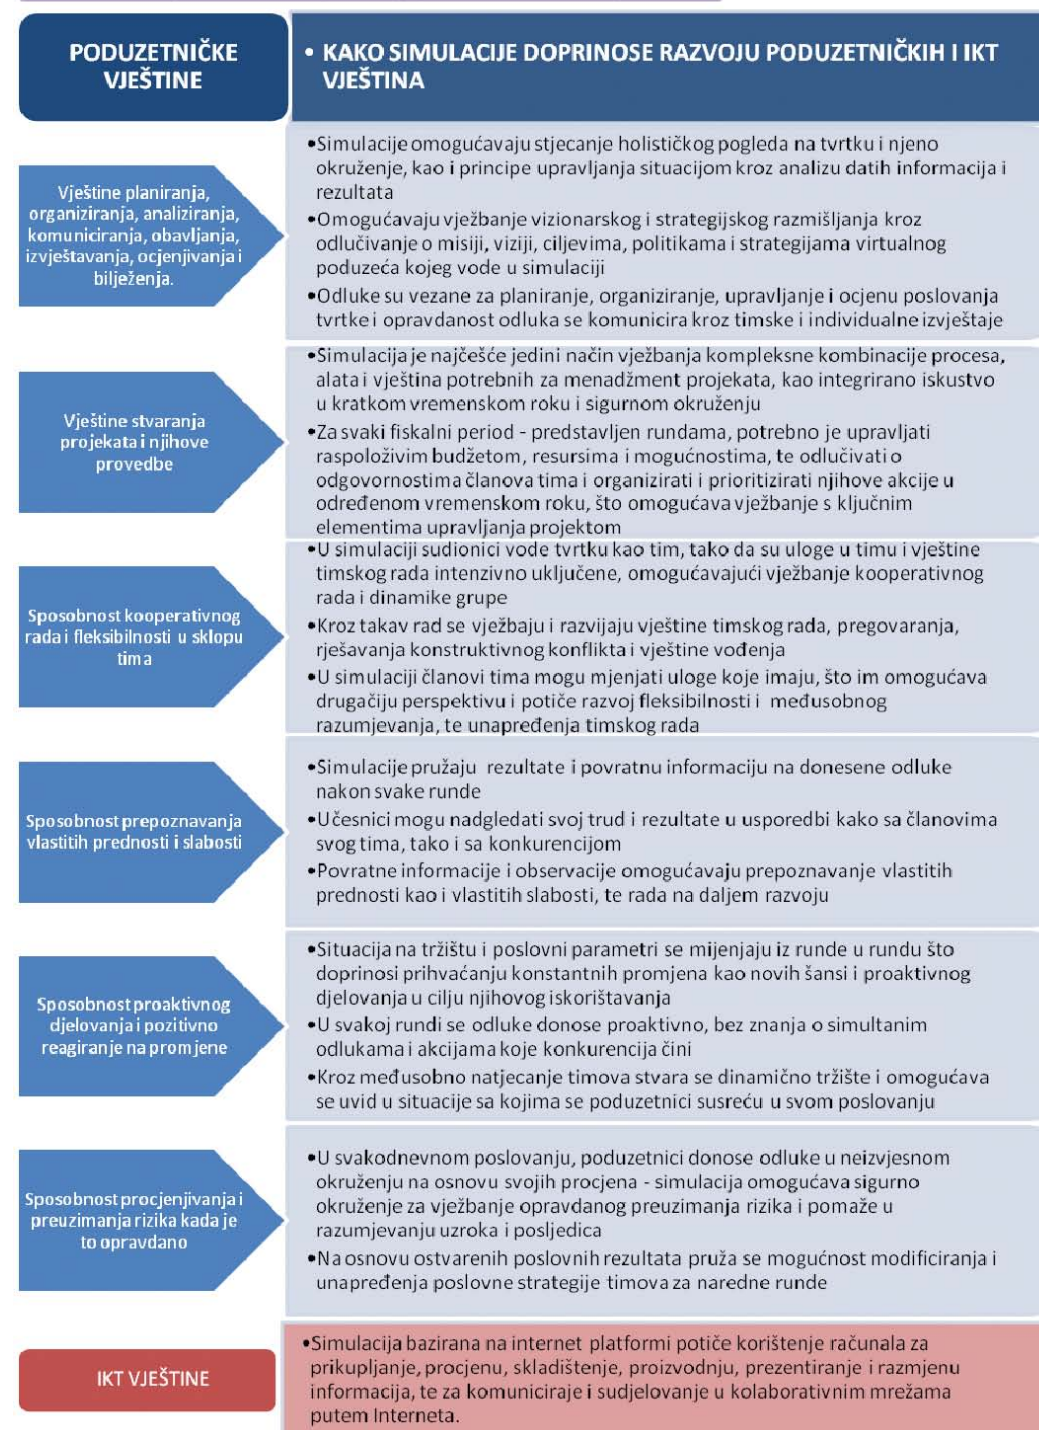 PODUZETNIČKE
VJEŠTINE
• KAKO SIMULACIJE DOPRINOSE RAZVOJU PODUZETNIČKIH I IKT
VJEŠTINA
Vještine planiranja,
organiziranja, analiziranja,
komuniciranja, obavljanja,
izvještavanja, ocjenjivanja i
bilježenja.
•Simulacije omogućavaju stjecanje holističkog pogleda na tvrtku i njeno
okruženje, kao i principe upravljanja situacijom kroz analizu datih informacija i
rezultata
•Omogućavaju vježbanje vizionarskog i strategijskog razmišljanja kroz
odlučivanje o misiji, viziji, ciljevima, politikama i strategijama virtualnog
poduzeća kojeg vode u simulaciji
•Odluke su vezane za planiranje, organiziranje, upravljanje i ocjenu poslovanja
tvrtke i opravdanost odluka se komunicira kroz timske i individualne izvještaje
Vještine stvaranja
projekata i njihove
provedbe
•Simulacija je najčešće jedini način vježbanja kompleksne kombinacije procesa,
alata i vještina potrebnih za menadžment projekata, kao integrirano iskustvo
u kratkom vremenskom roku i sigurnom okruženju
•Za svaki fiskalni period - predstavljen rundama, potrebno je upravljati
raspoloživim budžetom, resursima i mogućnostima, te odlučivati o
odgovornostima članova tima i organizirati i prioritizirati njihove akcije u
određenom vremenskom roku, što omogućava vježbanje s ključnim
elementima upravljanja projektom
Sposobnost kooperativnog
rada i fleksibilnosti u sklopu
tima
•U simulaciji sudionici vode tvrtku kao tim, tako da su uloge u timu i vještine
timskog rada intenzivno uključene, omogućavajući vježbanje kooperativnog
rada i dinamike grupe
•Kroz takav rad se vježbaju i razvijaju vještine timskog rada, pregovaranja,
rješavanja konstruktivnog konflikta i vještine vođenja
•U simulaciji članovi tima mogu mjenjati uloge koje imaju, što im omogućava
drugačiju perspektivu i potiče razvoj fleksibilnosti i međusobnog
razumjevanja, te unapređenja timskog rada
Sposobnost prepoznavanja
vlastitih prednosti i slabosti
•Simulacije pružaju rezultate i povratnu informaciju na donesene odluke
nakon svake runde
•Učesnici mogu nadgledati svoj trud i rezultate u usporedbi kako sa članovima
svog tima, tako i sa konkurencijom
•Povratne informacije i observacije omogućavaju prepoznavanje vlastitih
prednosti kao i vlastitih slabosti, te rada na daljem razvoju
Sposobnost proaktivnog
djelovanja i pozitivno
reagiranje na promjene
•Situacija na tržištu i poslovni parametri se mijenjaju iz runde u rundu što
doprinosi prihvaćanju konstantnih promjena kao novih šansi i proaktivnog
djelovanja u cilju njihovog iskorištavanja
•U svakoj rundi se odluke donose proaktivno, bez znanja o simultanim
odlukama i akcijama koje konkurencija čini
•Kroz međusobno natjecanje timova stvara se dinamično tržište i omogućava
se uvid u situacije sa kojima se poduzetnici susreću u svom poslovanju
Sposobnost procjenjivanja i
preuzimanja rizika kada je
to opravdano
•U svakodnevnom poslovanju, poduzetnici donose odluke u neizvjesnom
okruženju na osnovu svojih procjena - simulacija omogućava sigurno
okruženje za vježbanje opravdanog preuzimanja rizika i pomaže u
razumjevanju uzroka i posljedica
•Na osnovu ostvarenih poslovnih rezultata pruža se mogućnost modificiranja i
unapređenja poslovne strategije timova za naredne runde
IKT VJEŠTINE
•Simulacija bazirana na internet platformi potiče korištenje računala za
prikupljanje, procjenu, skladištenje, proizvodnju, prezentiranje i razmjenu
informacija, te za komuniciraje i sudjelovanje u kolaborativnim mrežama
putem Interneta.